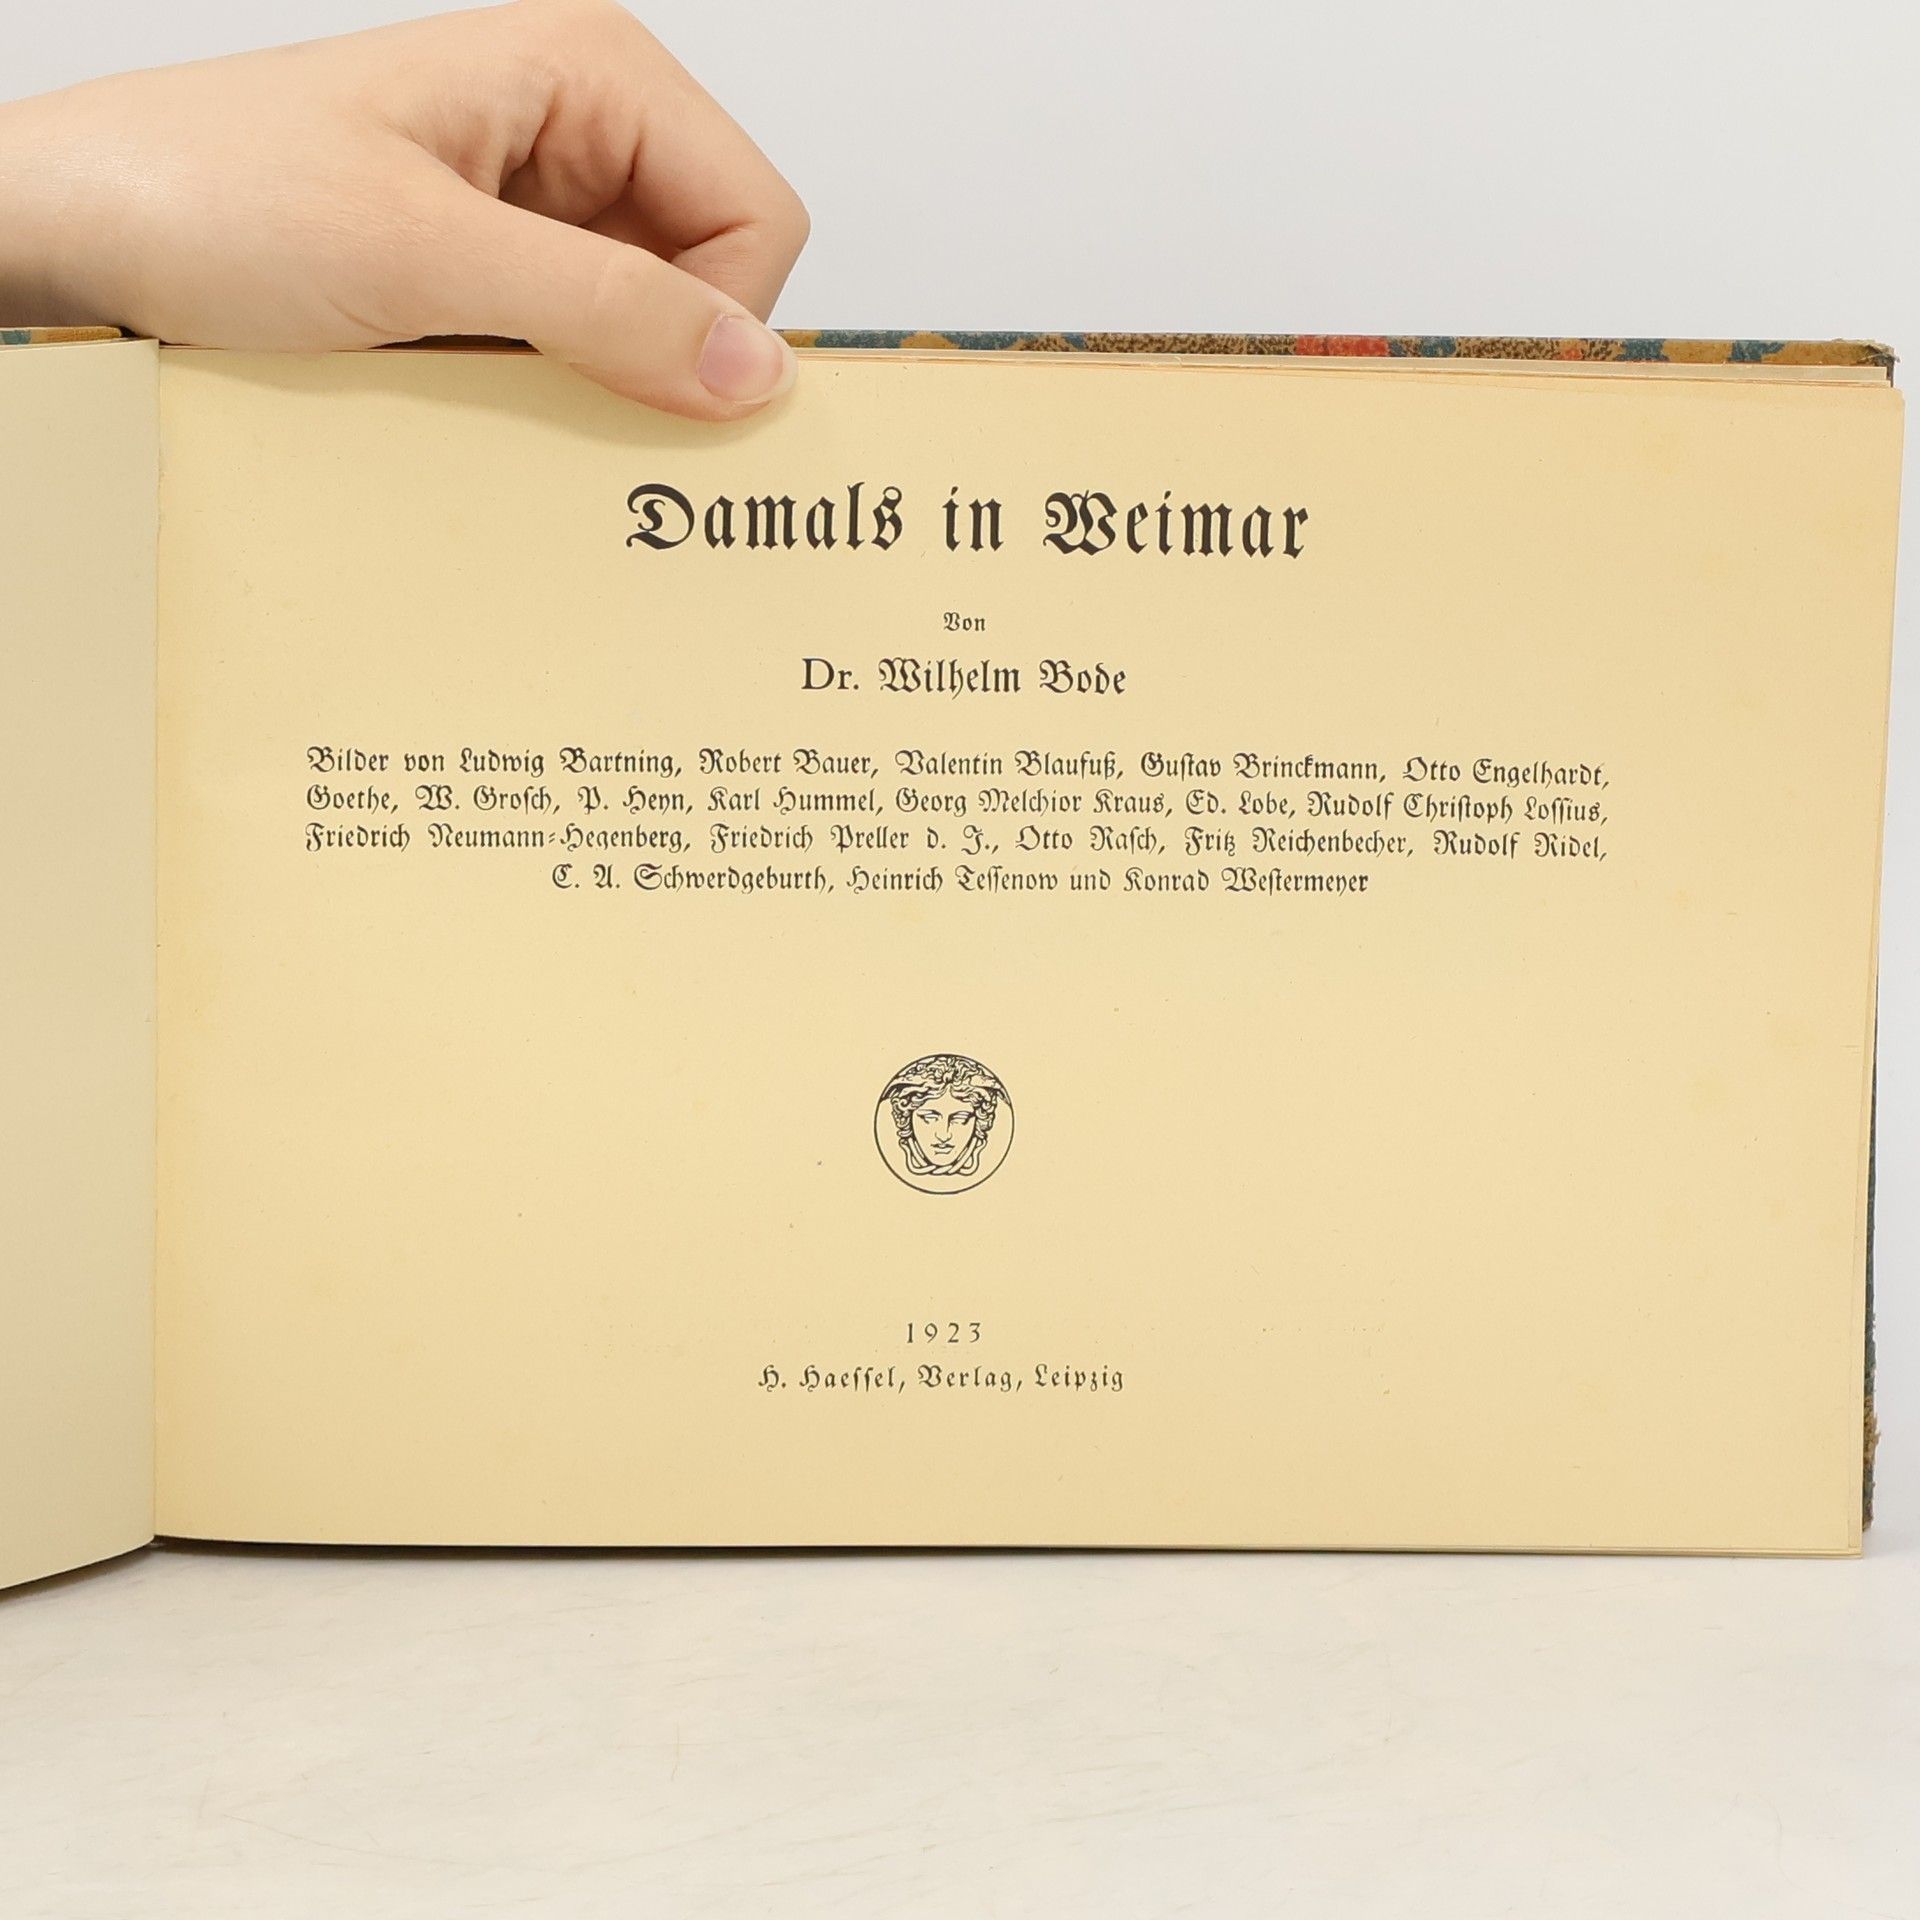 Damals in Weimar
Von
Dr. Wilhelm Bode
Bilder von Ludwig Bartning, Robert Bauer, Valentin Blaufuß, Guſtav Brinckmann, Otto Engelhardt,
Goethe, W. Groſch, P. Heyn, Karl Hummel, Georg Melchior Kraus, Ed. Lobe, Rudolf Chriſtoph Loſſius,
Friedrich Neumann-Hegenberg, Friedrich Preller d. J., Otto Raſch, Fritz Reichenbecher, Rudolf Ridel,
C. A. Schwerdgeburth, Heinrich Teſſenow und Konrad Weſtermeyer
1923
H. Haeſſel, Verlag, Leipzig